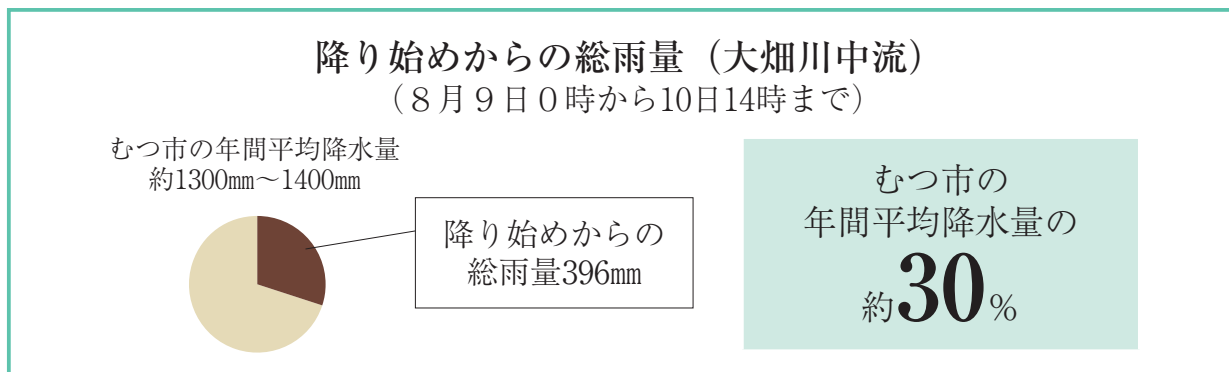 降り始めからの総雨量（大畑川中流）
（８月９日０時から10日14時まで）
むつ市の年間平均降水量
約1300㎜～1400㎜
降り始めからの
総雨量396㎜
むつ市の
年間平均降水量の
約30％